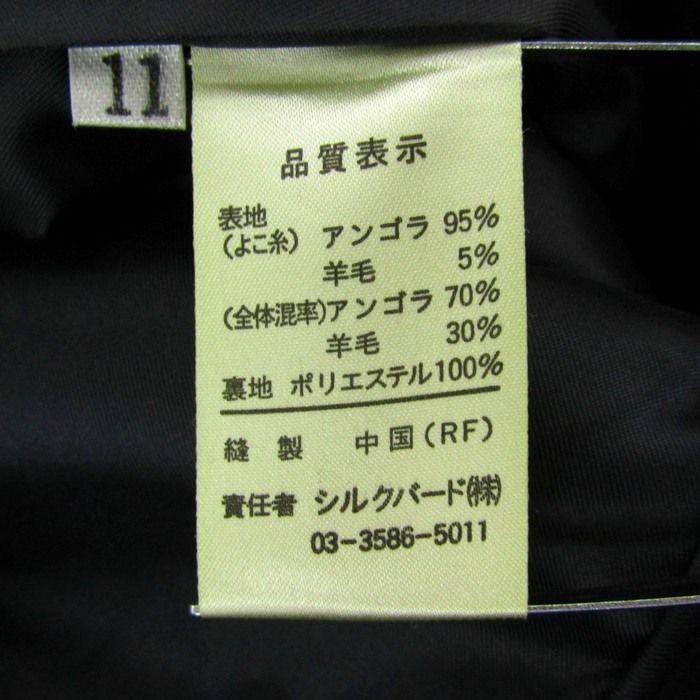 11
品質表示
表地
(よこ糸) アンゴラ 95%
羊毛 5%
(全体混率)アンゴラ 70%
羊毛 30%
裏地 ポリエステル100%
縫製 中国(RF)
責任者 シルクバード㈱
03-3586-5011